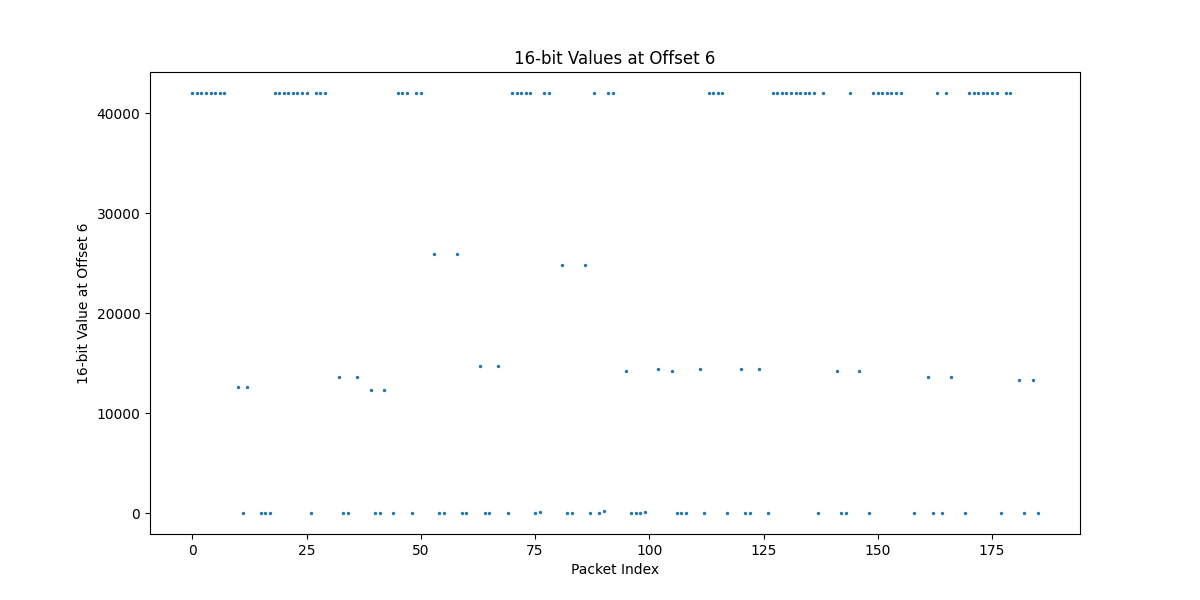 16-bit Values at Offset 6
16-bit Value at Offset 6
40000
30000
20000
10000
0
0 25 50 75 100 125 150 175
Packet Index